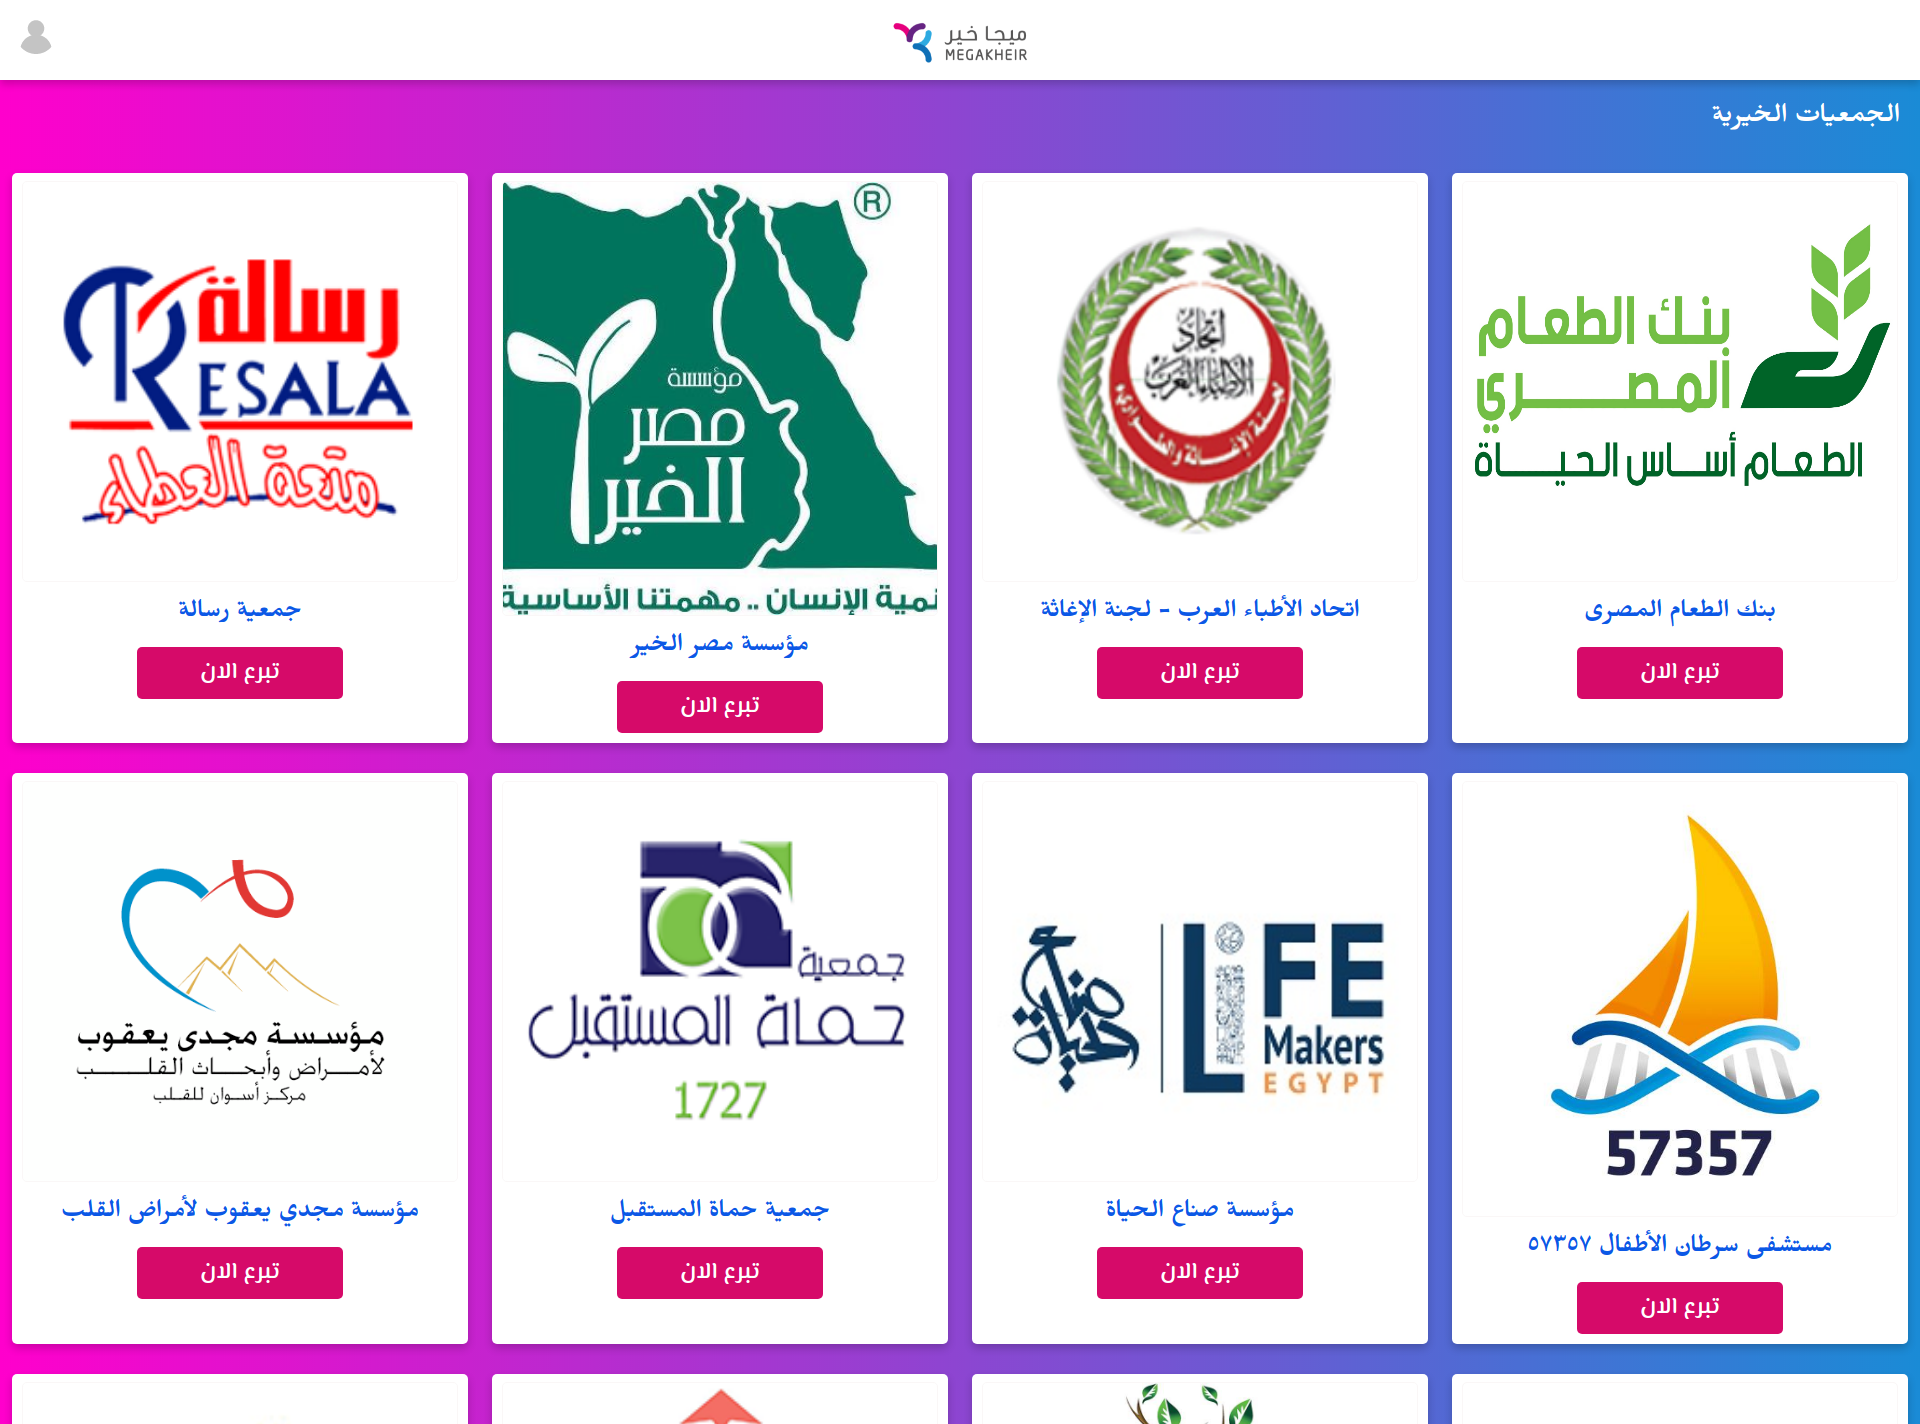 ميجا خير
MEGAKHEIR
الجمعيات الخيرية
بنك الطعام
المصرى
الطعام أساس الحياة
بنك الطعام المصرى
تبرع الان
اتحاد
الأطباء العرب
لجنة الإغاثة والطوارئ
اتحاد الأطباء العرب - لجنة الإغاثة
تبرع الان
®
مؤسسة
مصر
الخير
نمية الإنسان .. مهمتنا الأساسية
مؤسسة مصر الخير
تبرع الان
رسالة
RESALA
متعة العطاء
جمعية رسالة
تبرع الان
57357
مستشفى سرطان الأطفال ٥٧٣٥٧
تبرع الان
صناع الحياة
LIFE
Makers
EGYPT
مؤسسة صناع الحياة
تبرع الان
جمعية
حماة المستقبل
1727
جمعية حماة المستقبل
تبرع الان
مؤسسة مجدى يعقوب
لأمراض وأبحاث القلب
مركز أسوان للقلب
مؤسسة مجدي يعقوب لأمراض القلب
تبرع الان